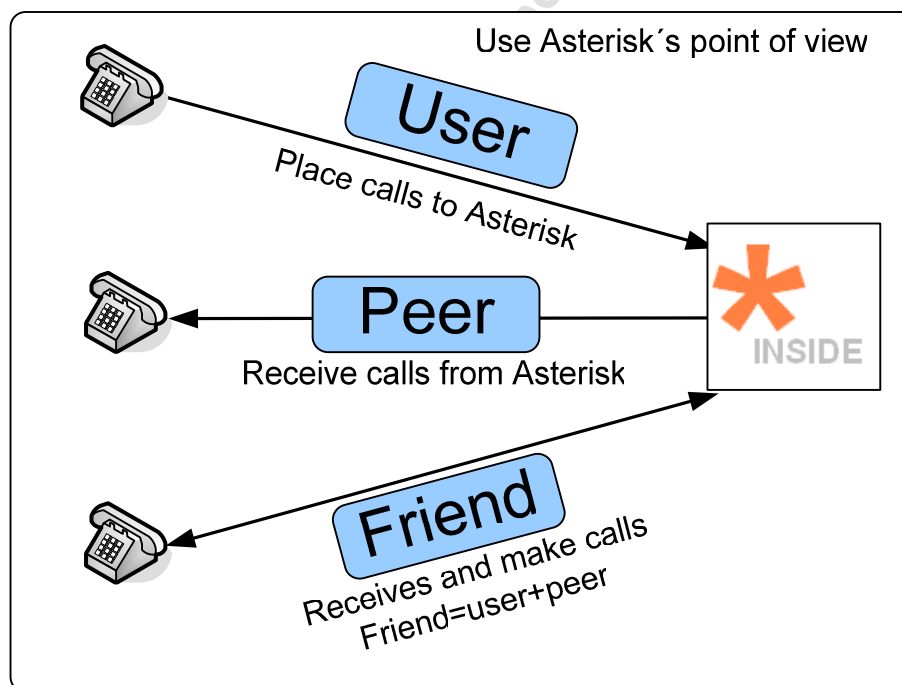 Use Asterisk´s point of view
User
Place calls to Asterisk
Peer
Receive calls from Asterisk
INSIDE
Friend
Receives and make calls
Friend=user+peer